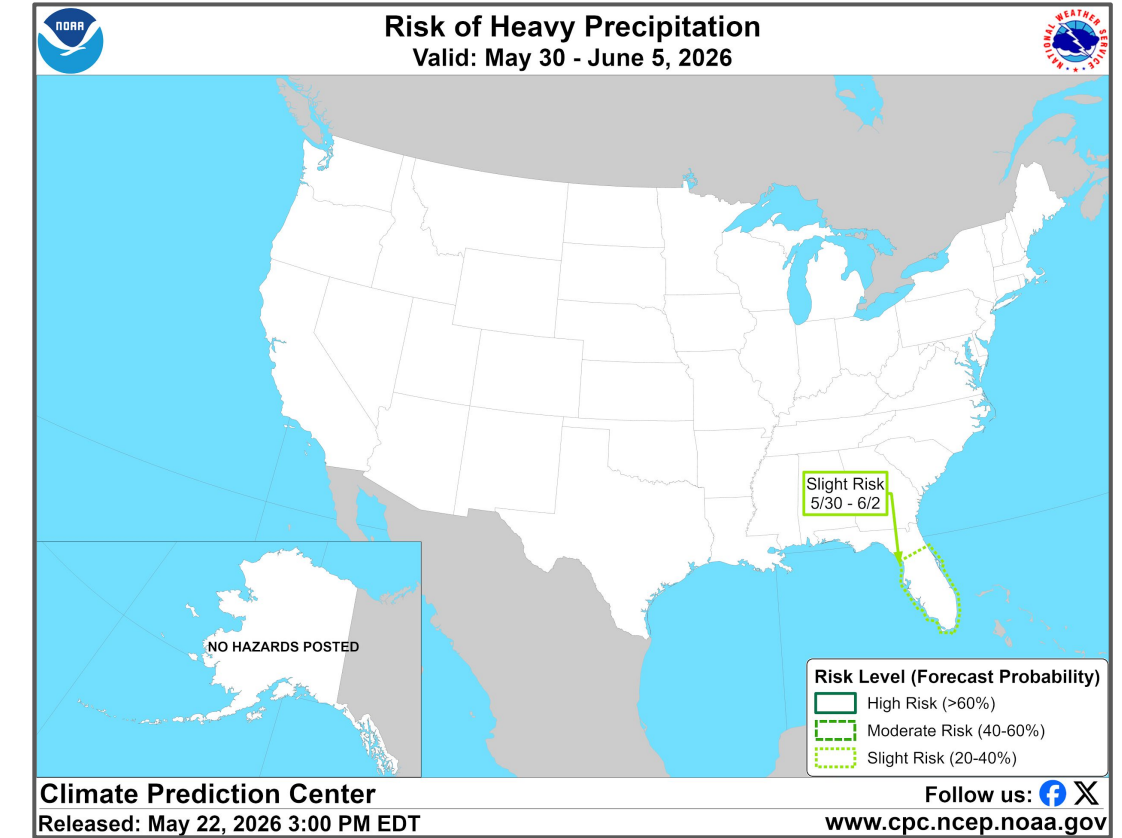 NOAA
Risk of Heavy Precipitation
Valid: May 30 - June 5, 2026
NATIONAL WEATHER SERVICE
Slight Risk
5/30 - 6/2
NO HAZARDS POSTED
Risk Level (Forecast Probability)
High Risk (>60%)
Moderate Risk (40-60%)
Slight Risk (20-40%)
Climate Prediction Center
Follow us:
Released: May 22, 2026 3:00 PM EDT
www.cpc.ncep.noaa.gov